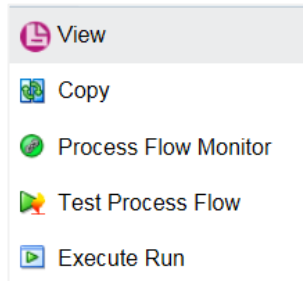 View
Copy
Process Flow Monitor
Test Process Flow
Execute Run